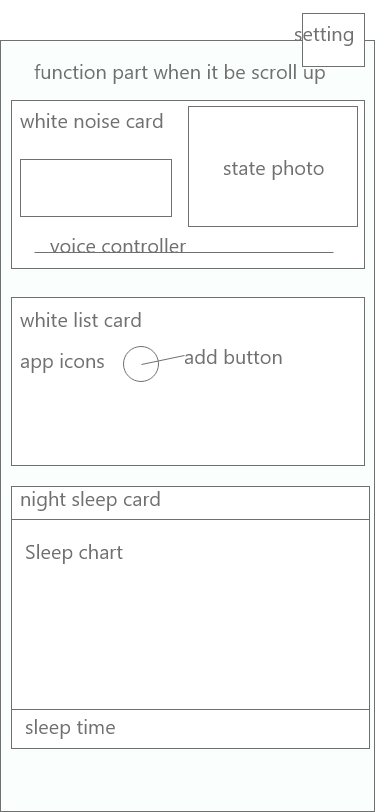 setting
function part when it be scroll up
white noise card
state photo
voice controller
white list card
app icons
add button
night sleep card
Sleep chart
sleep time